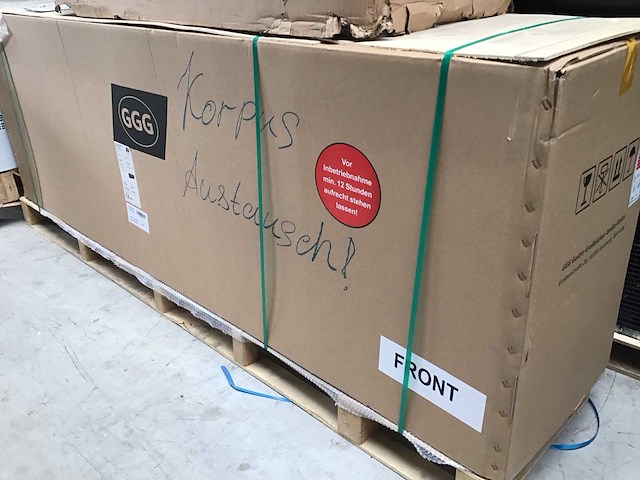 GGG
Korpus
Austausch!
Vor
Inbetriebnahme
min. 12 Stunden
aufrecht stehen
lassen!
FRONT